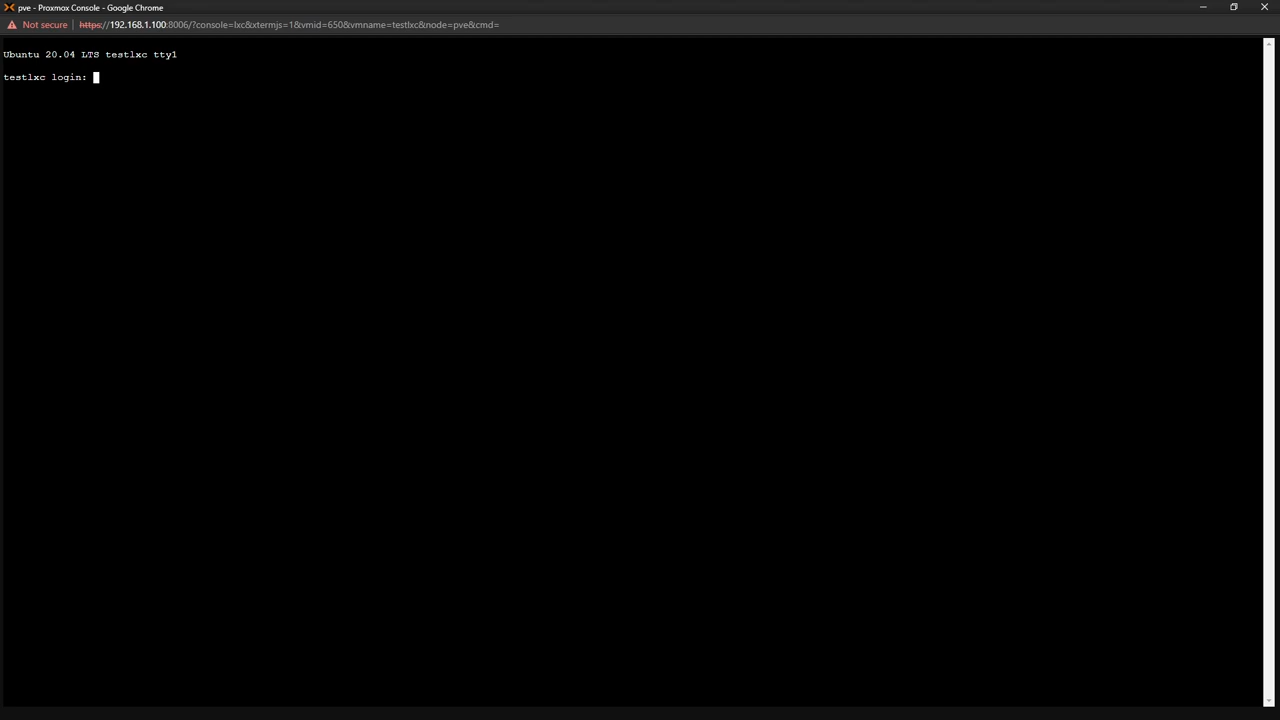 pve - Proxmox Console - Google Chrome
Not secure | https://192.168.1.100:8006/?console=lxc&xtermjs=1&vmid=650&vmname=testlxc&node=pve&cmd=
Ubuntu 20.04 LTS testlxc tty1
testlxc login: